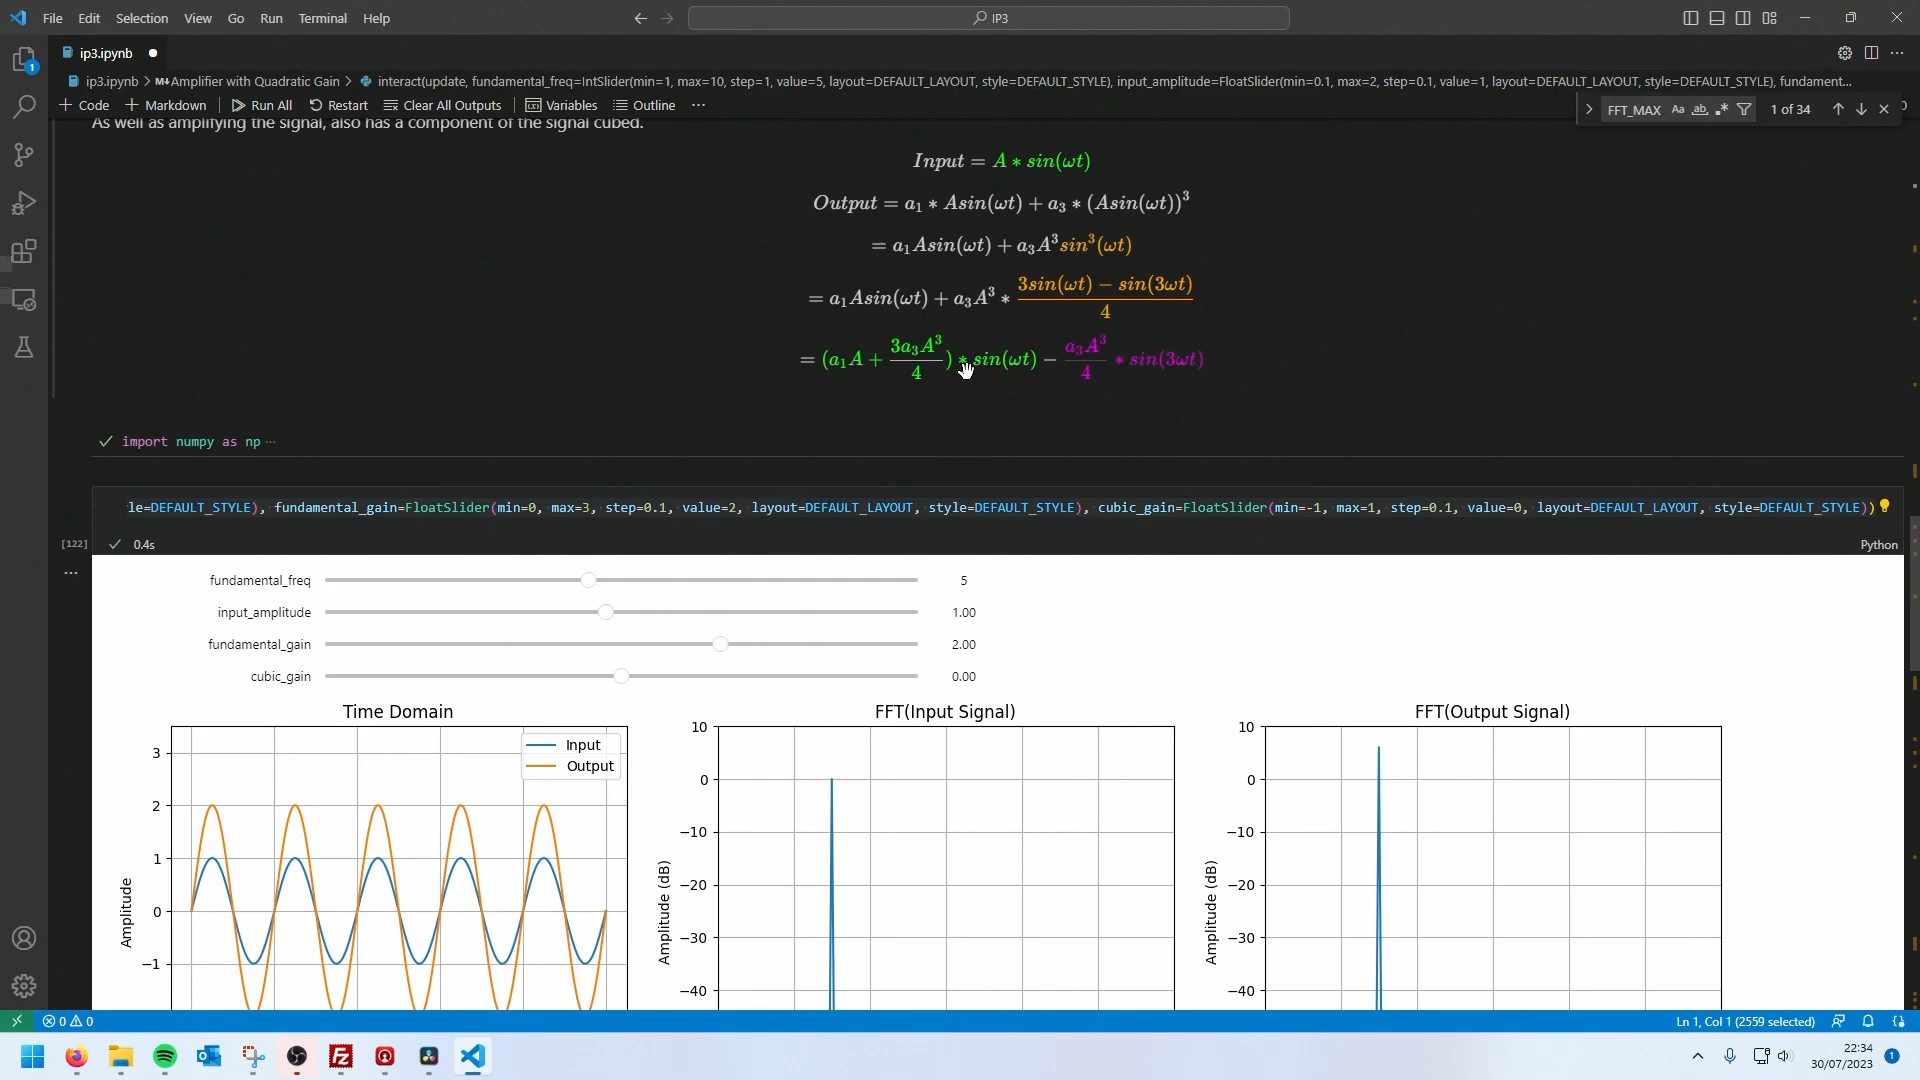 File Edit Selection View Go Run Terminal Help
IP3
ip3.ipynb
ip3.ipynb > M↓Amplifier with Quadratic Gain > interact(update, fundamental_freq=IntSlider(min=1, max=10, step=1, value=5, layout=DEFAULT_LAYOUT, style=DEFAULT_STYLE), input_amplitude=FloatSlider(min=0.1, max=2, step=0.1, value=1, layout=DEFAULT_LAYOUT, style=DEFAULT_STYLE), fundament...
+ Code + Markdown Run All Restart Clear All Outputs Variables Outline ...
FFT_MAX Aa ab .* 1 of 34
As well as amplifying the signal, also has a component of the signal cubed.
Input = A ∗ sin(ωt)
Output = a₁ ∗ Asin(ωt) + a₃ ∗ (Asin(ωt))³
= a₁Asin(ωt) + a₃A³sin³(ωt)
= a₁Asin(ωt) + a₃A³ ∗ (3sin(ωt) − sin(3ωt))/4
= (a₁A + 3a₃A³/4) ∗ sin(ωt) − a₃A³/4 ∗ sin(3ωt)
import numpy as np ...
le=DEFAULT_STYLE), fundamental_gain=FloatSlider(min=0, max=3, step=0.1, value=2, layout=DEFAULT_LAYOUT, style=DEFAULT_STYLE), cubic_gain=FloatSlider(min=-1, max=1, step=0.1, value=0, layout=DEFAULT_LAYOUT, style=DEFAULT_STYLE))
[122] 0.4s Python
...
fundamental_freq 5
input_amplitude 1.00
fundamental_gain 2.00
cubic_gain 0.00
Time Domain
Input
Output
3
2
1
0
−1
Amplitude
FFT(Input Signal)
10
0
−10
−20
−30
−40
Amplitude (dB)
FFT(Output Signal)
10
0
−10
−20
−30
−40
Amplitude (dB)
0 0
Ln 1, Col 1 (2559 selected)
22:34
30/07/2023
1